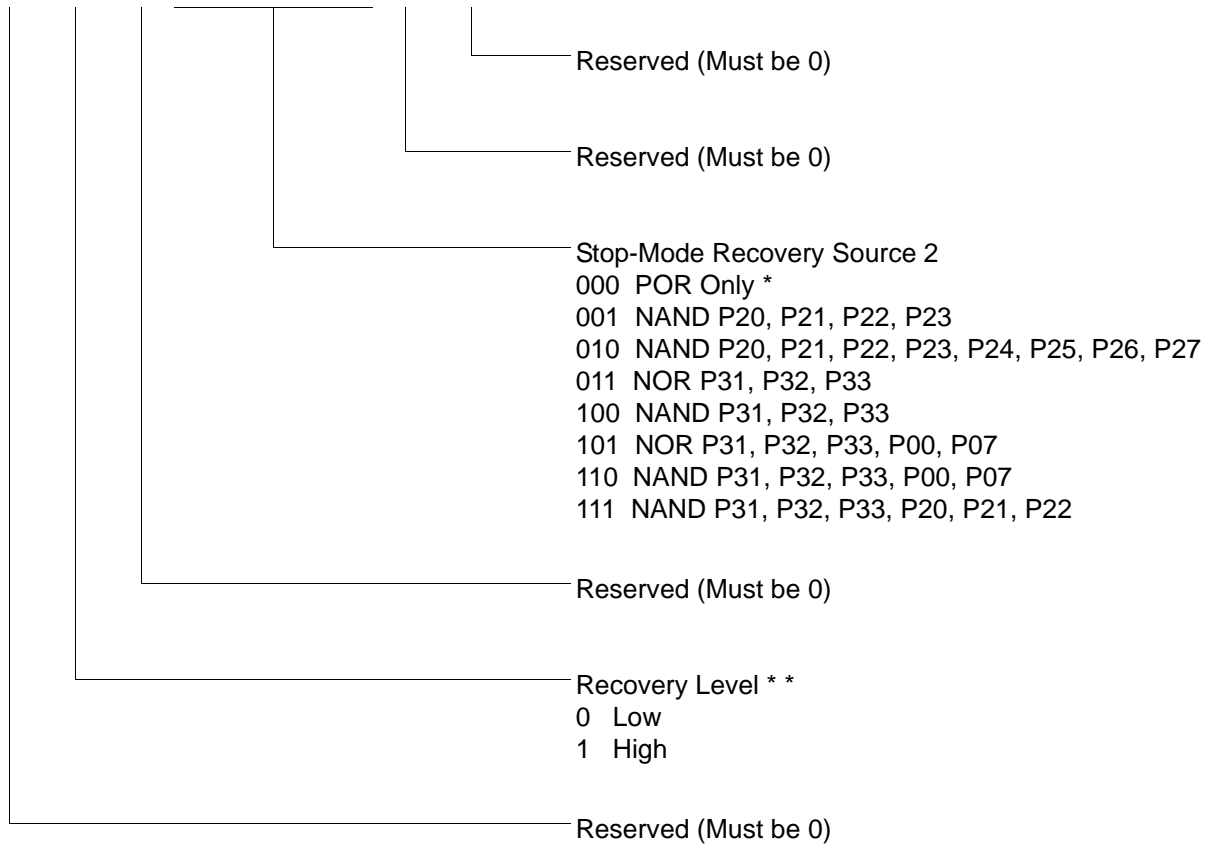 Reserved (Must be 0)
Reserved (Must be 0)
Stop-Mode Recovery Source 2
000 POR Only *
001 NAND P20, P21, P22, P23
010 NAND P20, P21, P22, P23, P24, P25, P26, P27
011 NOR P31, P32, P33
100 NAND P31, P32, P33
101 NOR P31, P32, P33, P00, P07
110 NAND P31, P32, P33, P00, P07
111 NAND P31, P32, P33, P20, P21, P22
Reserved (Must be 0)
Recovery Level * *
0 Low
1 High
Reserved (Must be 0)